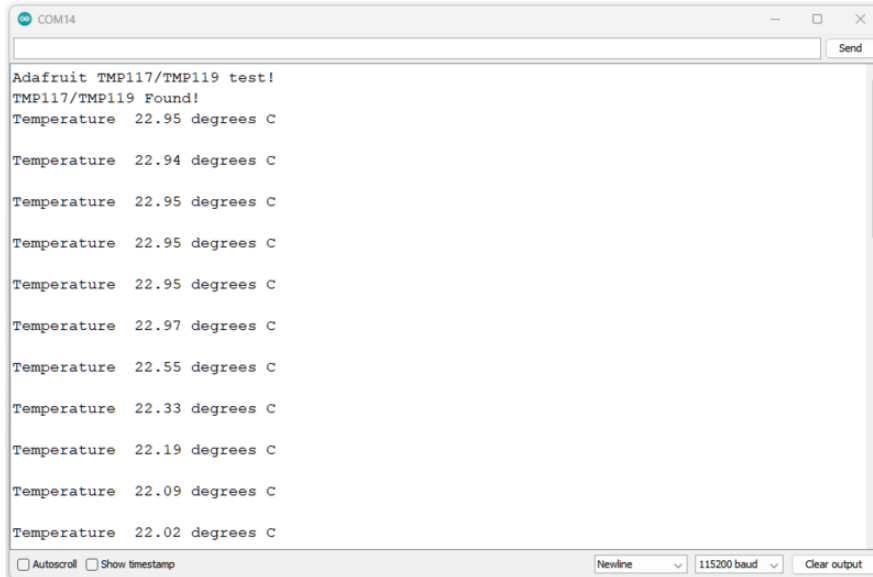 COM14
Send
Adafruit TMP117/TMP119 test!
TMP117/TMP119 Found!
Temperature  22.95 degrees C
Temperature  22.94 degrees C
Temperature  22.95 degrees C
Temperature  22.95 degrees C
Temperature  22.95 degrees C
Temperature  22.97 degrees C
Temperature  22.55 degrees C
Temperature  22.33 degrees C
Temperature  22.19 degrees C
Temperature  22.09 degrees C
Temperature  22.02 degrees C
Autoscroll Show timestamp Newline 115200 baud Clear output